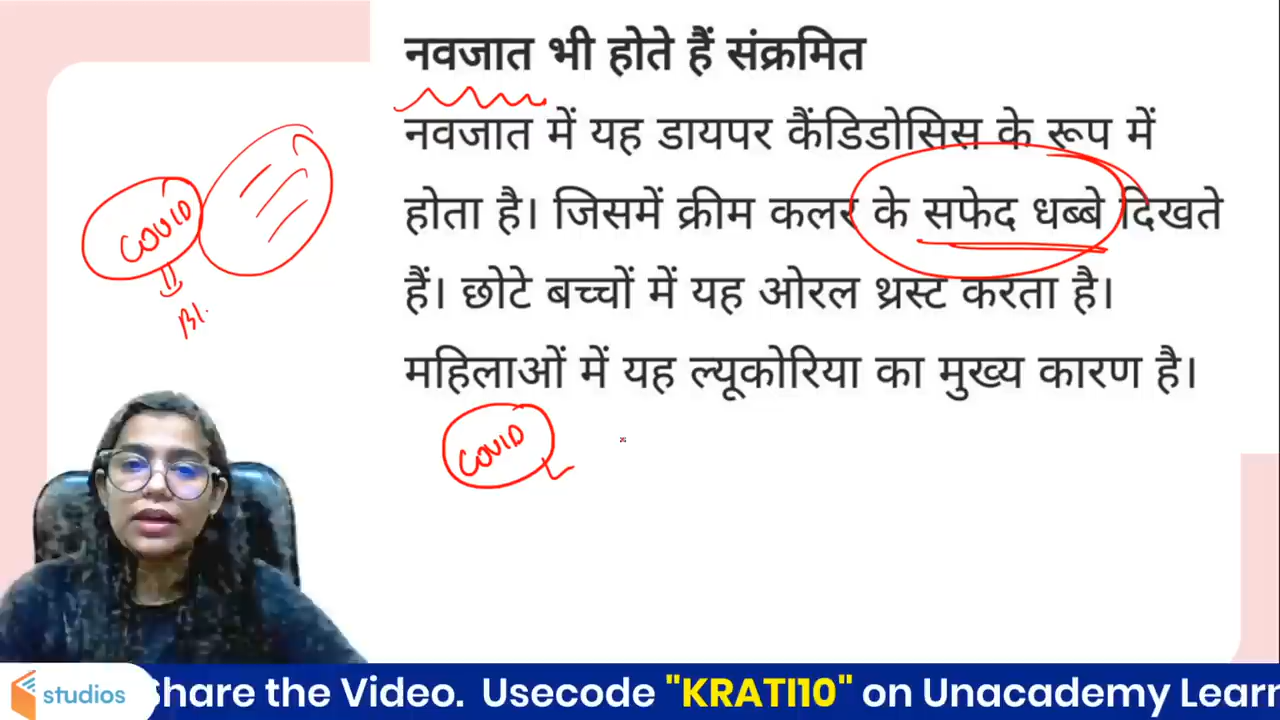 नवजात भी होते हैं संक्रमित
नवजात में यह डायपर कैंडिडोसिस के रूप में
होता है। जिसमें क्रीम कलर के सफेद धब्बे दिखते
हैं। छोटे बच्चों में यह ओरल थ्रस्ट करता है।
महिलाओं में यह ल्यूकोरिया का मुख्य कारण है।
COVID
Bl.
COVID
studios
Share the Video. Usecode "KRATI10" on Unacademy Learn